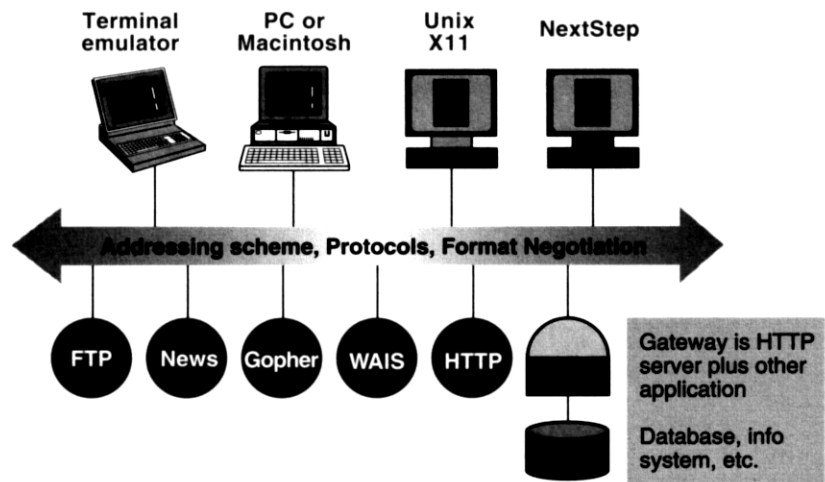 Terminal
emulator
PC or
Macintosh
Unix
X11
NextStep
Addressing scheme, Protocols, Format Negotiation
FTP
News
Gopher
WAIS
HTTP
Gateway is HTTP
server plus other
application
Database, info
system, etc.